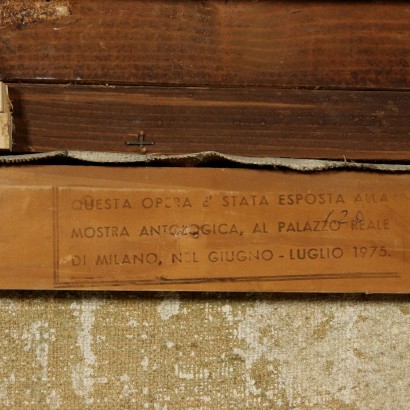 QUESTA OPERA E' STATA ESPOSTA ALLA
MOSTRA ANTOLOGICA, AL PALAZZO REALE
DI MILANO, NEL GIUGNO - LUGLIO 1975.